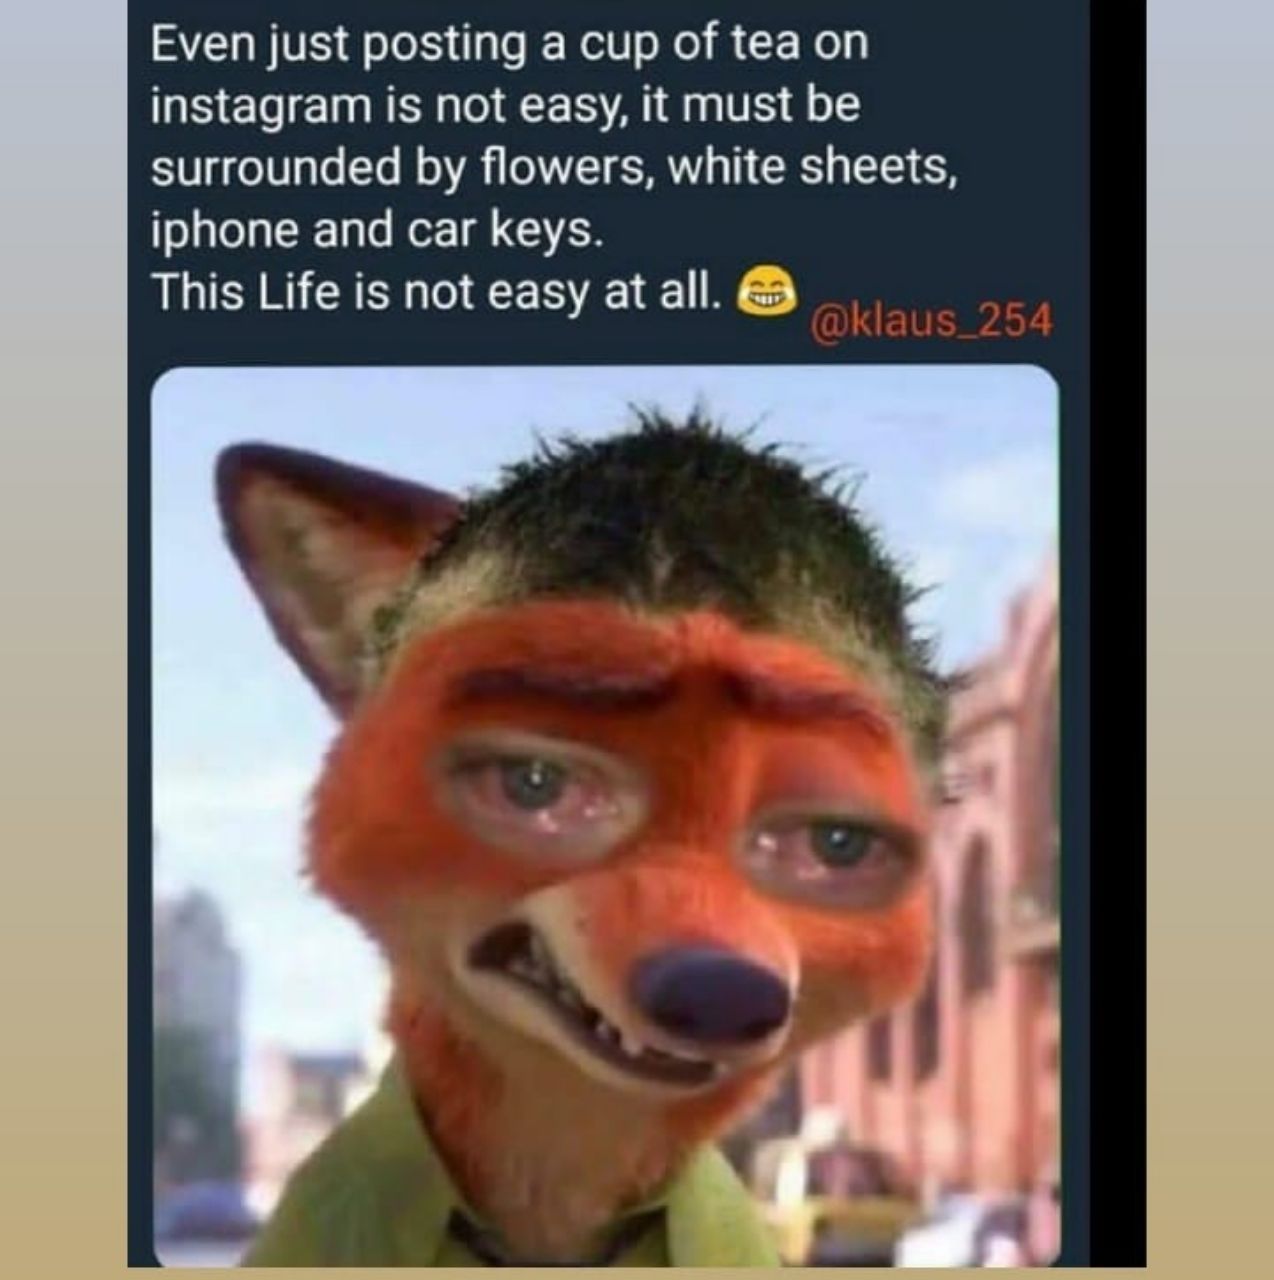 Even just posting a cup of tea on
instagram is not easy, it must be
surrounded by flowers, white sheets,
iphone and car keys.
This Life is not easy at all. 😂
@klaus_254